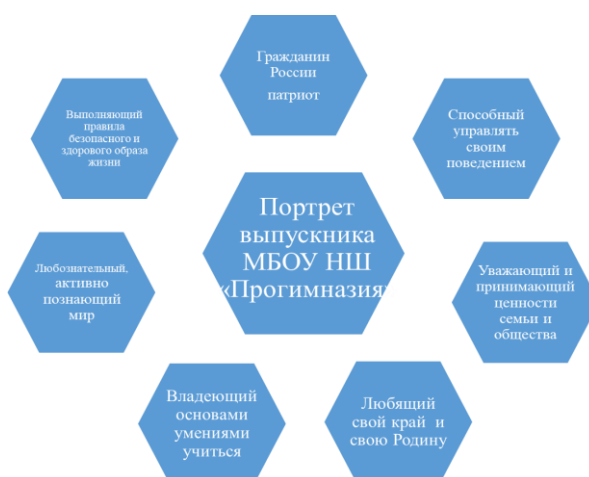 Гражданин
России
патриот
Выполняющий
правила
безопасного и
здорового образа
жизни
Способный
управлять
своим
поведением
Портрет
выпускника
МБОУ НШ
«Прогимназия»
Любознательный,
активно
познающий
мир
Уважающий и
принимающий
ценности
семьи и
общества
Владеющий
основами
умениями
учиться
Любящий
свой край и
свою Родину